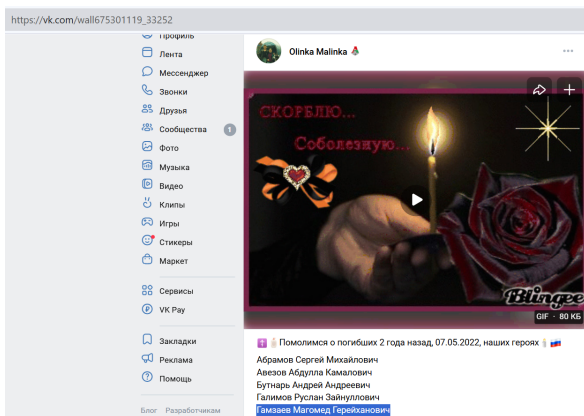 https://vk.com/wall675301119_33252
Профиль
Лента
Мессенджер
Звонки
Друзья
Сообщества 1
Фото
Музыка
Видео
Клипы
Игры
Стикеры
Маркет
Сервисы
VK Pay
Закладки
Реклама
Помощь
Блог Разработчикам
Olinka Malinka
СКОРБЛЮ...
Соболезную...
Blingee
GIF · 80 КБ
Помолимся о погибших 2 года назад, 07.05.2022, наших героях
Абрамов Сергей Михайлович
Авезов Абдулла Камалович
Бутнарь Андрей Андреевич
Галимов Руслан Зайнуллович
Гамзаев Магомед Герейханович